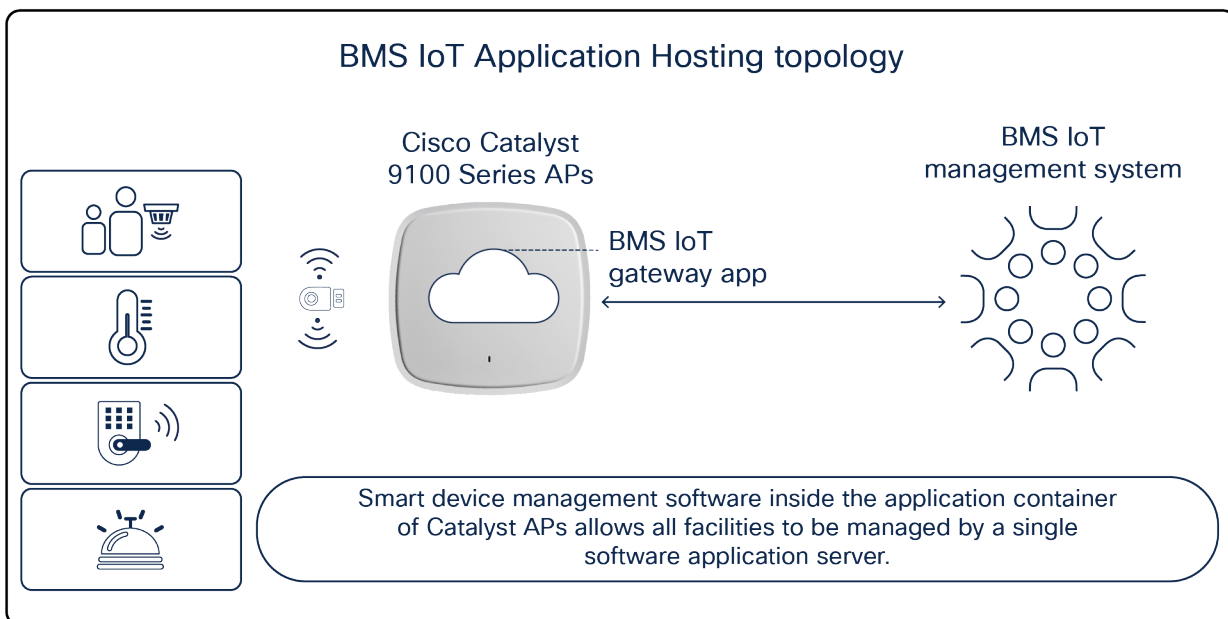 BMS IoT Application Hosting topology
Cisco Catalyst
9100 Series APs
BMS IoT
management system
BMS IoT
gateway app
Smart device management software inside the application container
of Catalyst APs allows all facilities to be managed by a single
software application server.